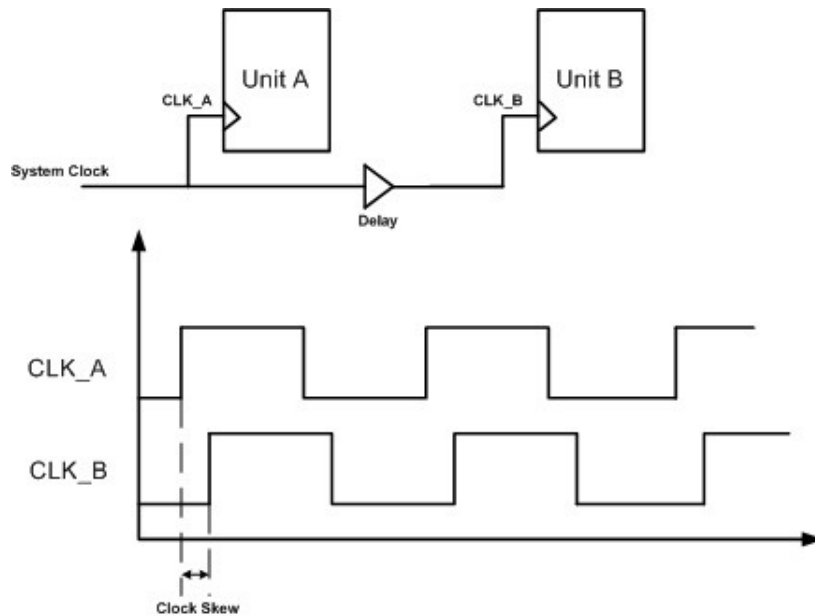 Unit A
Unit B
CLK_A
CLK_B
System Clock
Delay
CLK_A
CLK_B
Clock Skew